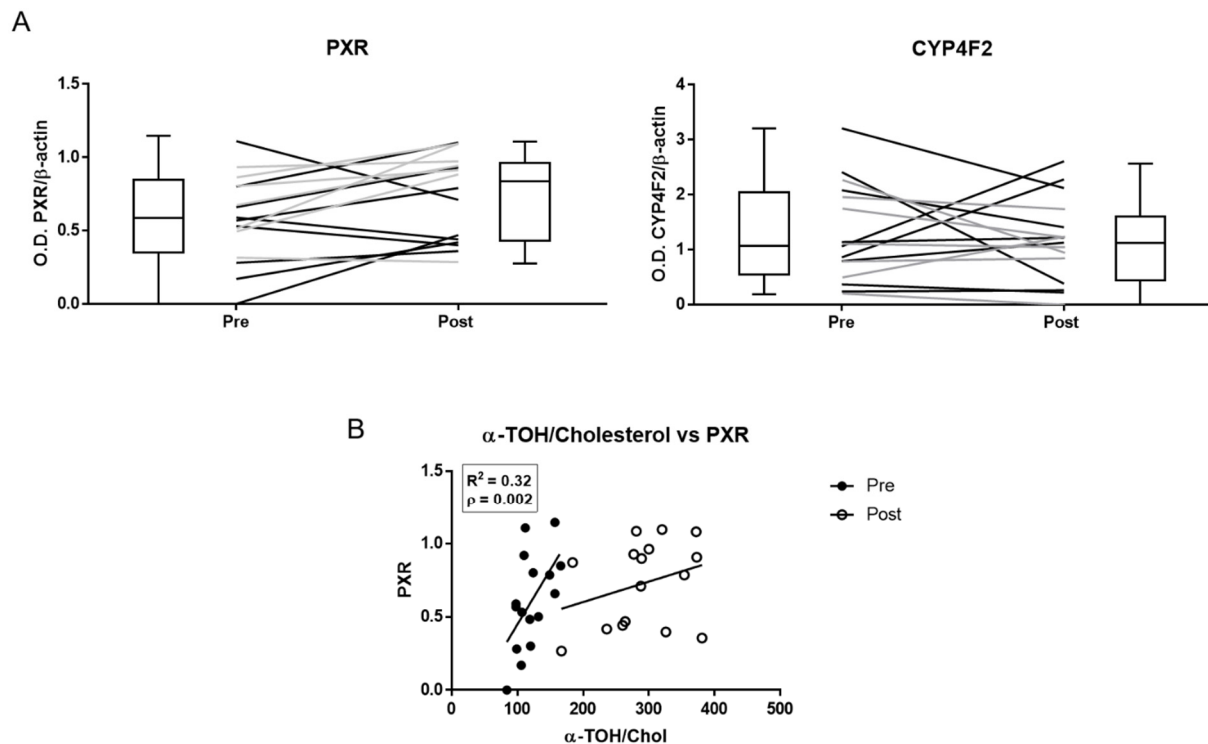 A
PXR
CYP4F2
O.D. PXR/β-actin
1.5
1.0
0.5
0.0
Pre
Post
O.D. CYP4F2/β-actin
4
3
2
1
0
Pre
Post
B
α-TOH/Cholesterol vs PXR
R² = 0.32
ρ = 0.002
PXR
1.5
1.0
0.5
0.0
0
100
200
300
400
500
α-TOH/Chol
Pre
Post